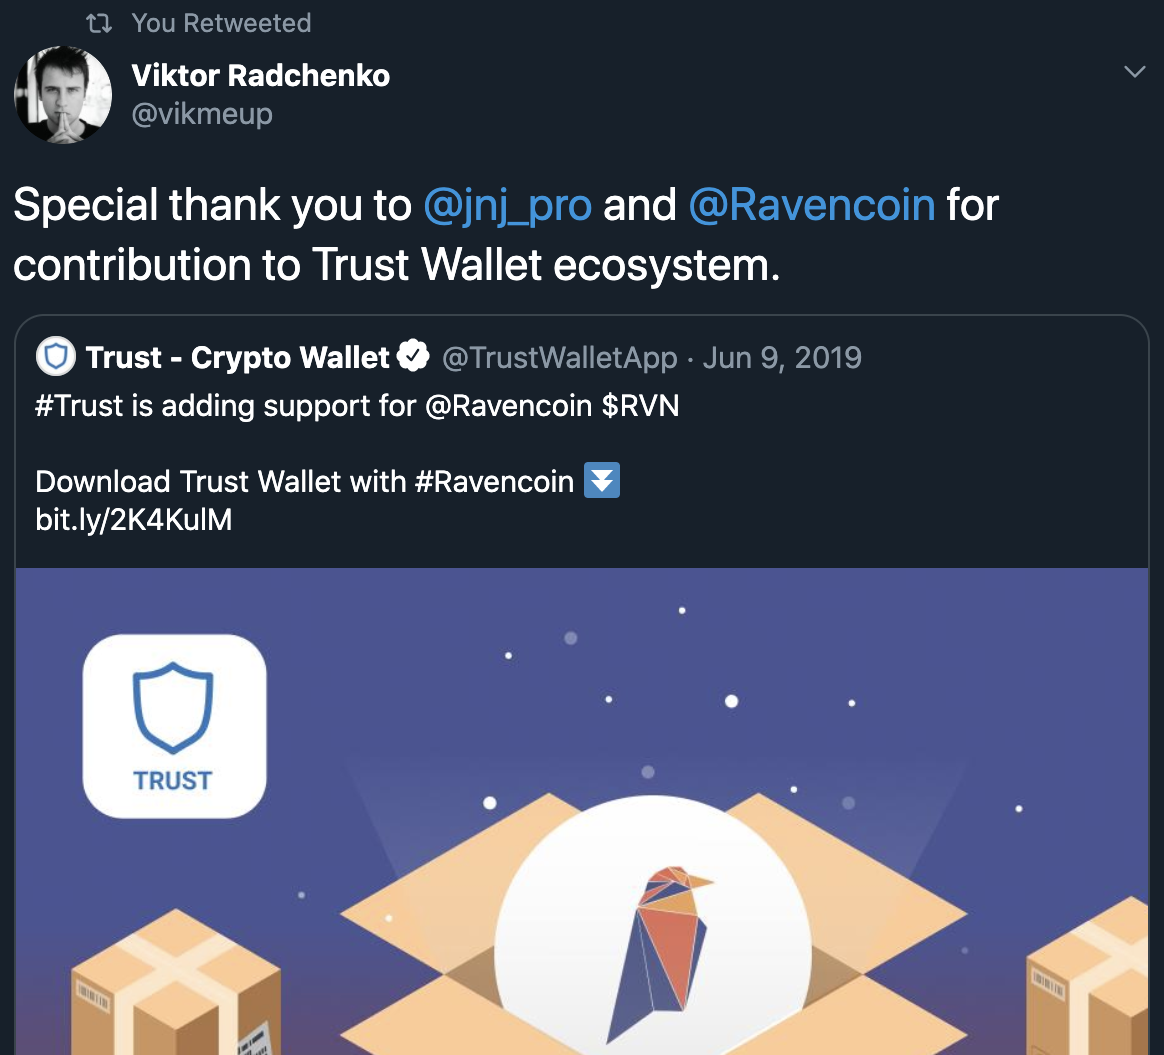 You Retweeted
Viktor Radchenko
@vikmeup
Special thank you to @jnj_pro and @Ravencoin for
contribution to Trust Wallet ecosystem.
Trust - Crypto Wallet @TrustWalletApp · Jun 9, 2019
#Trust is adding support for @Ravencoin $RVN
Download Trust Wallet with #Ravencoin ⏬
bit.ly/2K4KulM
TRUST